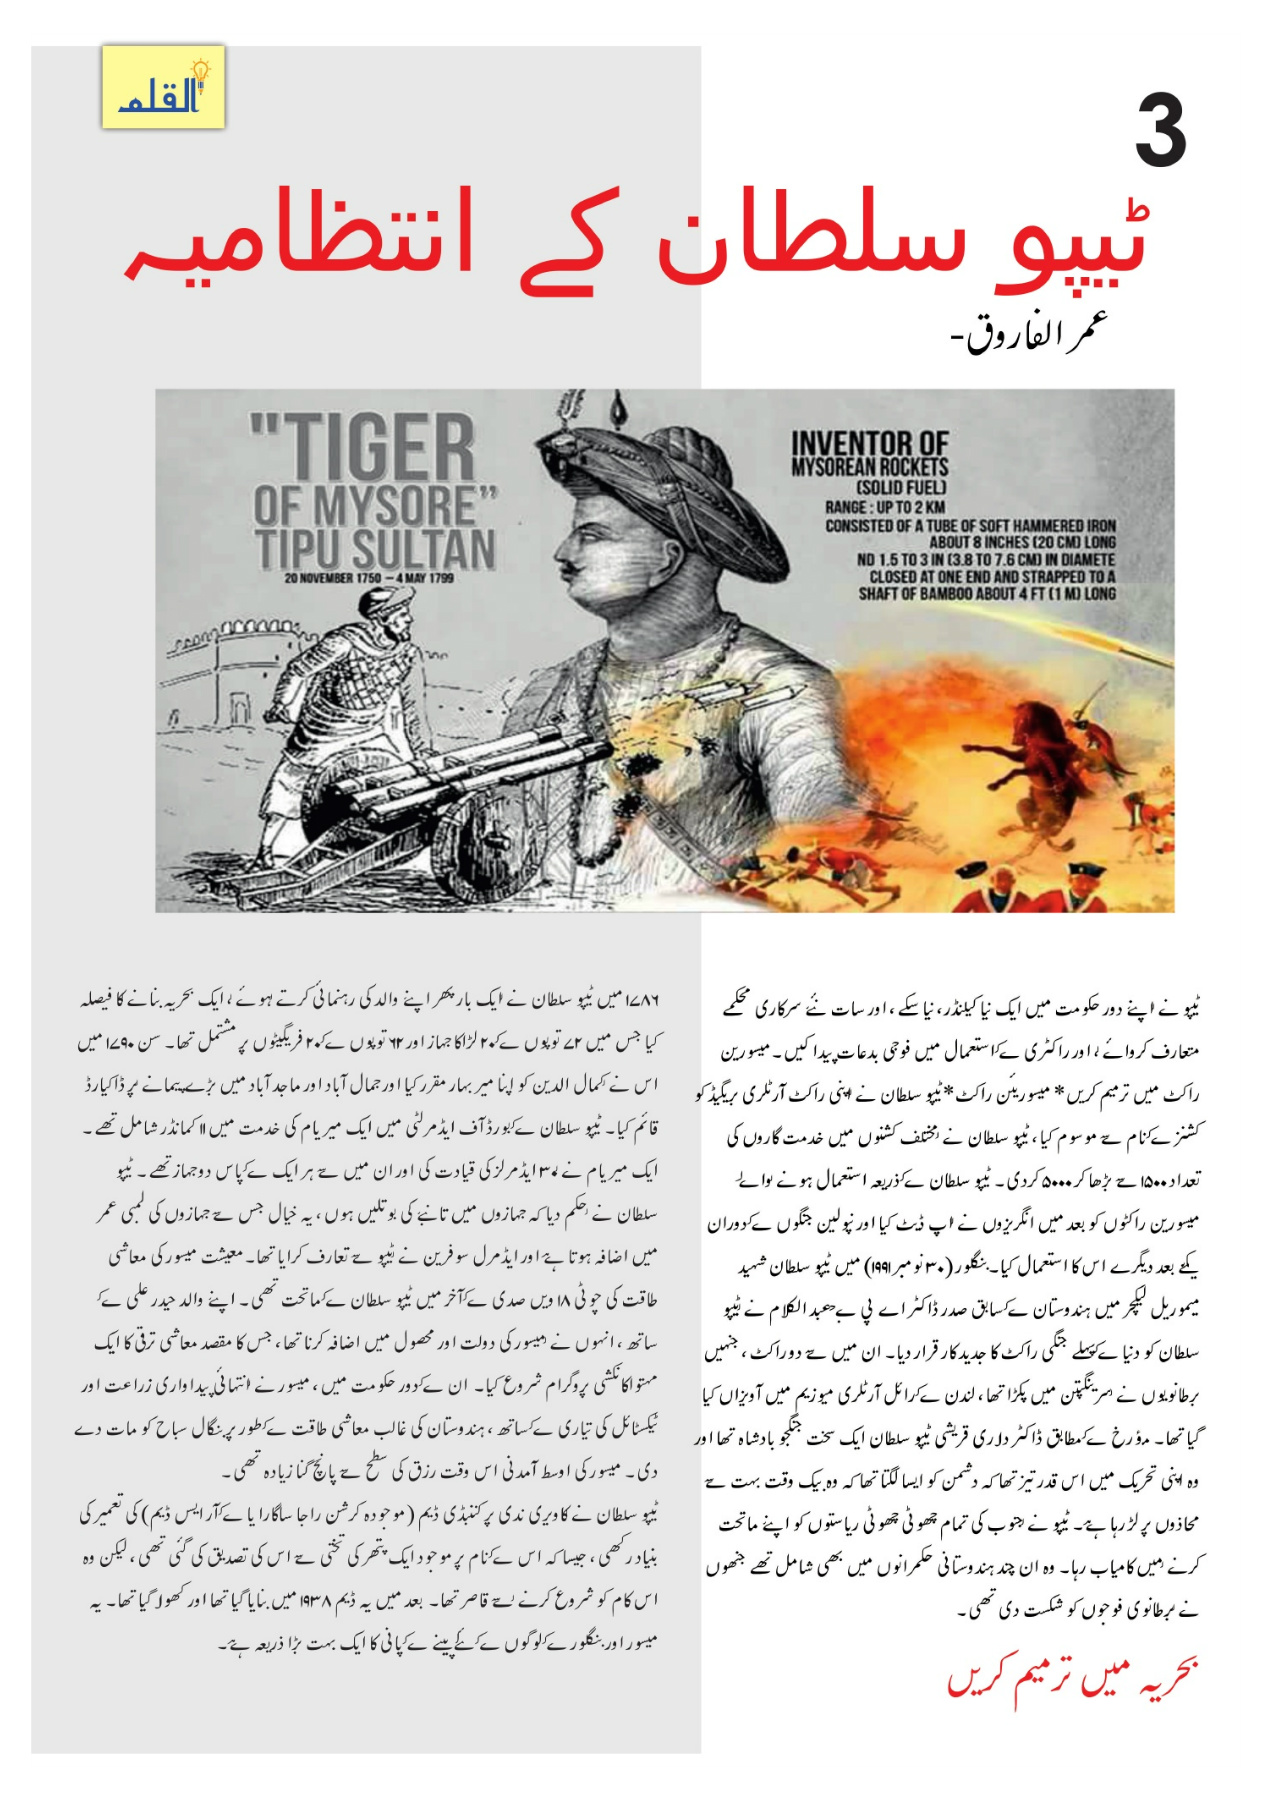 القلم
3
ٹیپو سلطان کے انتظامیہ
عمر الفاروق-
"TIGER
OF MYSORE"
TIPU SULTAN
20 NOVEMBER 1750 – 4 MAY 1799
INVENTOR OF
MYSOREAN ROCKETS
(SOLID FUEL)
RANGE : UP TO 2 KM
CONSISTED OF A TUBE OF SOFT HAMMERED IRON
ABOUT 8 INCHES (20 CM) LONG
ND 1.5 TO 3 IN (3.8 TO 7.6 CM) IN DIAMETE
CLOSED AT ONE END AND STRAPPED TO A
SHAFT OF BAMBOO ABOUT 4 FT (1 M) LONG
ٹیپو نے اپنے دور حکومت میں ایک نیا کیلنڈر، نیا سکے، اور سات نئے سرکاری محکمے
متعارف کروائے، اور راکٹری کے استعمال میں فوجی بدعات پیدا کیں۔ میسورین
راکٹ میں ترمیم کریں * میسوریئن راکٹ * ٹیپو سلطان نے اپنی راکٹ آرٹلری بریگیڈ کو
کشنز کے نام سے موسوم کیا، ٹیپو سلطان نے مختلف کشنوں میں خدمت گاروں کی
تعداد ۱۵۰۰ سے بڑھا کر ۵۰۰۰ کردی۔ ٹیپو سلطان کے ذریعہ استعمال ہونے والے
میسورین راکٹوں کو بعد میں انگریزوں نے اپ ڈیٹ کیا اور نپولین جنگوں کے دوران
یکے بعد دیگرے اس کا استعمال کیا۔ بنگلور (۳۰ نومبر ۱۹۹۱) میں ٹیپو سلطان شہید
میموریل لیکچر میں ہندوستان کے سابق صدر ڈاکٹر اے پی جے عبد الکلام نے ٹیپو
سلطان کو دنیا کے پہلے جنگی راکٹ کا جدید کار قرار دیا۔ ان میں سے دو راکٹ، جنہیں
برطانویوں نے سرینگپٹن میں پکڑا تھا، لندن کے رائل آرٹلری میوزیم میں آویزاں کیا
گیا تھا۔ مؤرخ کے مطابق ڈاکٹر دلاری قریشی ٹیپو سلطان ایک سخت جنگجو بادشاہ تھا اور
وہ اپنی تحریک میں اس قدر تیز تھا کہ دشمن کو ایسا لگتا تھا کہ وہ بیک وقت بہت سے
محاذوں پر لڑ رہا ہے۔ ٹیپو نے جنوب کی تمام چھوٹی چھوٹی ریاستوں کو اپنے ماتحت
کرنے میں کامیاب رہا۔ وہ ان چند ہندوستانی حکمرانوں میں بھی شامل تھے جنھوں
نے برطانوی فوجوں کو شکست دی تھی۔
بحریہ میں ترمیم کریں
۱۷۸۶ میں ٹیپو سلطان نے ایک بار پھر اپنے والد کی رہنمائی کرتے ہوئے، ایک بحریہ بنانے کا فیصلہ
کیا جس میں ۷۲ توپوں کے ۲۰ لڑاکا جہاز اور ۶۲ توپوں کے ۲۰ فریگیٹوں پر مشتمل تھا۔ سن ۱۷۹۰ میں
اس نے کمال الدین کو اپنا میر بہار مقرر کیا اور جمال آباد اور ماجد آباد میں بڑے پیمانے پر ڈاکیارڈ
قائم کیا۔ ٹیپو سلطان کے بورڈ آف ایڈمرلٹی میں ایک میر یام کی خدمت میں ۱۱ کمانڈر شامل تھے۔
ایک میر یام نے ۳۰ ایڈمرلز کی قیادت کی اور ان میں سے ہر ایک کے پاس دو جہاز تھے۔ ٹیپو
سلطان نے حکم دیا کہ جہازوں میں تانبے کی بوتلیں ہوں، یہ خیال جس سے جہازوں کی لمبی عمر
میں اضافہ ہوتا ہے اور ایڈمرل سوفرین نے ٹیپو سے تعارف کرایا تھا۔ معیشت میسور کی معاشی
طاقت کی چوٹی ۱۸ ویں صدی کے آخر میں ٹیپو سلطان کے ماتحت تھی۔ اپنے والد حیدر علی کے
ساتھ، انہوں نے میسور کی دولت اور محصول میں اضافہ کرنا تھا، جس کا مقصد معاشی ترقی کا ایک
مہتواکانکشی پروگرام شروع کیا۔ ان کے دور حکومت میں، میسور نے انتہائی پیداواری زراعت اور
ٹیکسٹائل کی تیاری کے ساتھ، ہندوستان کی غالب معاشی طاقت کے طور پر بنگال سباح کو مات دے
دی۔ میسور کی اوسط آمدنی اس وقت رزق کی سطح سے پانچ گنا زیادہ تھی۔
ٹیپو سلطان نے کاویری ندی پر کنبڈی ڈیم (موجودہ کرشن راجا ساگارا یا کے آر ایس ڈیم) کی تعمیر کی
بنیاد رکھی، جیسا کہ اس کے نام پر موجود ایک پتھر کی تختی سے اس کی تصدیق کی گئی تھی، لیکن وہ
اس کام کو شروع کرنے سے قاصر تھا۔ بعد میں یہ ڈیم ۱۹۳۸ میں بنایا گیا تھا اور کھولا گیا تھا۔ یہ
میسور اور بنگلور کے لوگوں کے لئے پینے کے پانی کا ایک بہت بڑا ذریعہ ہے۔